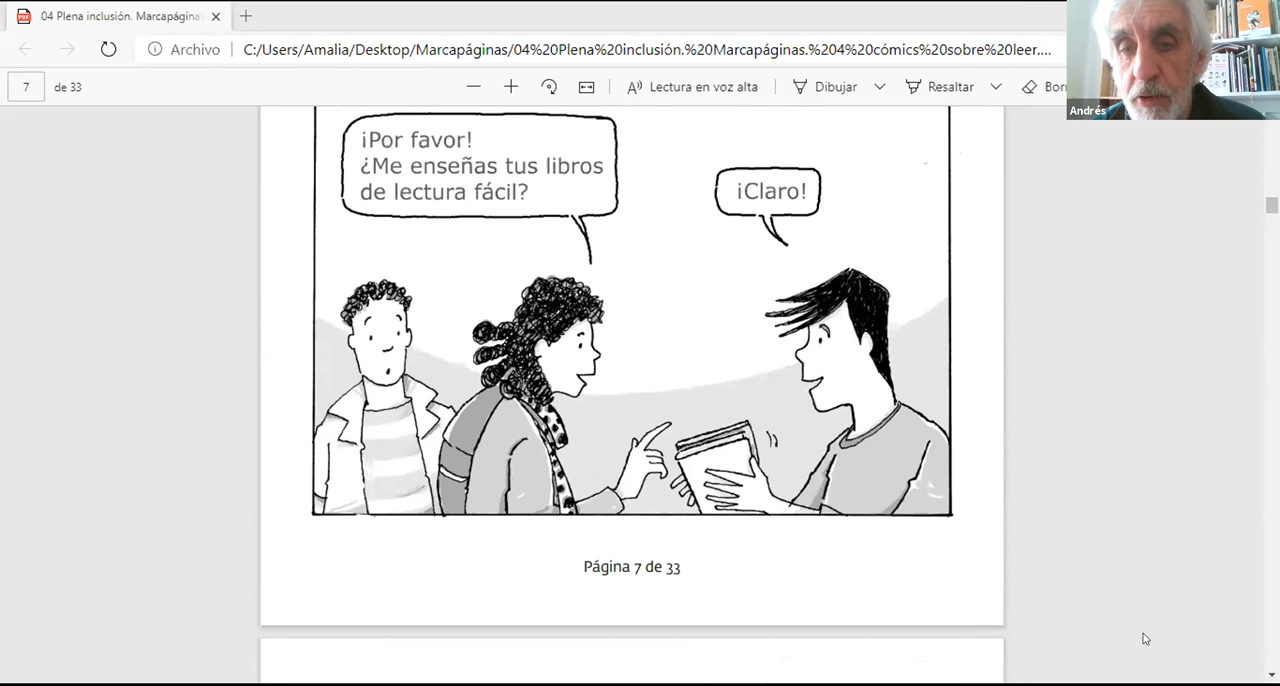 04 Plena inclusión. Marcapáginas
Archivo
C:/Users/Amalia/Desktop/Marcapáginas/04%20Plena%20inclusión.%20Marcapáginas.%204%20cómics%20sobre%20leer....
7
de 33
Lectura en voz alta
Dibujar
Resaltar
Bor
Andrés
¡Por favor!
¿Me enseñas tus libros
de lectura fácil?
¡Claro!
Página 7 de 33